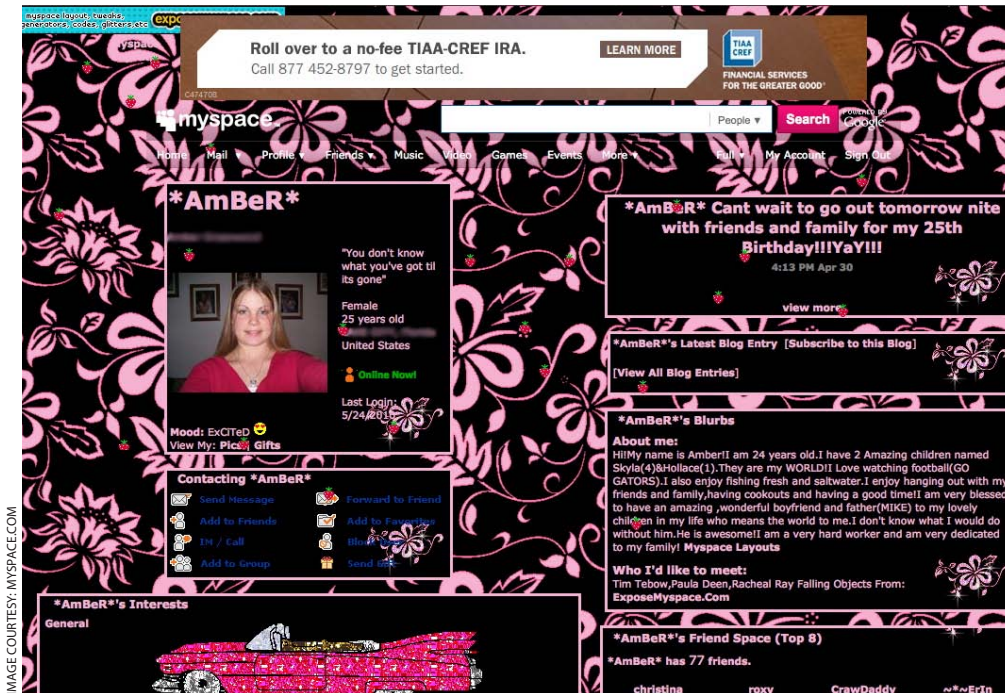 myspace layout, tweaks,
generators, codes, glitters,etc
Roll over to a no-fee TIAA-CREF IRA.
Call 877 452-8797 to get started.
LEARN MORE
TIAA
CREF
FINANCIAL SERVICES
FOR THE GREATER GOOD®
C474708
myspace.
People
Search
POWERED BY
Google
Home Mail Profile Friends Music Video Games Events More
Full My Account Sign Out
*AmBeR*
"You don't know
what you've got til
its gone"
Female
25 years old
United States
Online Now!
Last Login:
5/24/2010
Mood: ExCITeD
View My: Pics Gifts
Contacting *AmBeR*
Send Message Forward to Friend
Add to Friends Add to Favorites
IM / Call
Add to Group
*AmBeR*'s Interests
General
*AmBeR* Cant wait to go out tomorrow nite
with friends and family for my 25th
Birthday!!!YaY!!!
4:13 PM Apr 30
view more
*AmBeR*'s Latest Blog Entry [Subscribe to this Blog]
[View All Blog Entries]
*AmBeR*'s Blurbs
About me:
Hi!My name is Amber!I am 24 years old.I have 2 Amazing children named
Skyla(4)&Hollace(1).They are my WORLD!I Love watching football(GO
GATORS).I also enjoy fishing fresh and saltwater.I enjoy hanging out with my
friends and family,having cookouts and having a good time!I am very blessed
to have an amazing ,wonderful boyfriend and father(MIKE) to my lovely
children in my life who means the world to me.I don't know what I would do
without him.He is awesome!I am a very hard worker and am very dedicated
to my family! Myspace Layouts
Who I'd like to meet:
Tim Tebow,Paula Deen,Racheal Ray Falling Objects From:
ExposeMyspace.Com
*AmBeR*'s Friend Space (Top 8)
*AmBeR* has 77 friends.
christina roxy CrawDaddy ~*~ErIn
IMAGE COURTESY: MYSPACE.COM